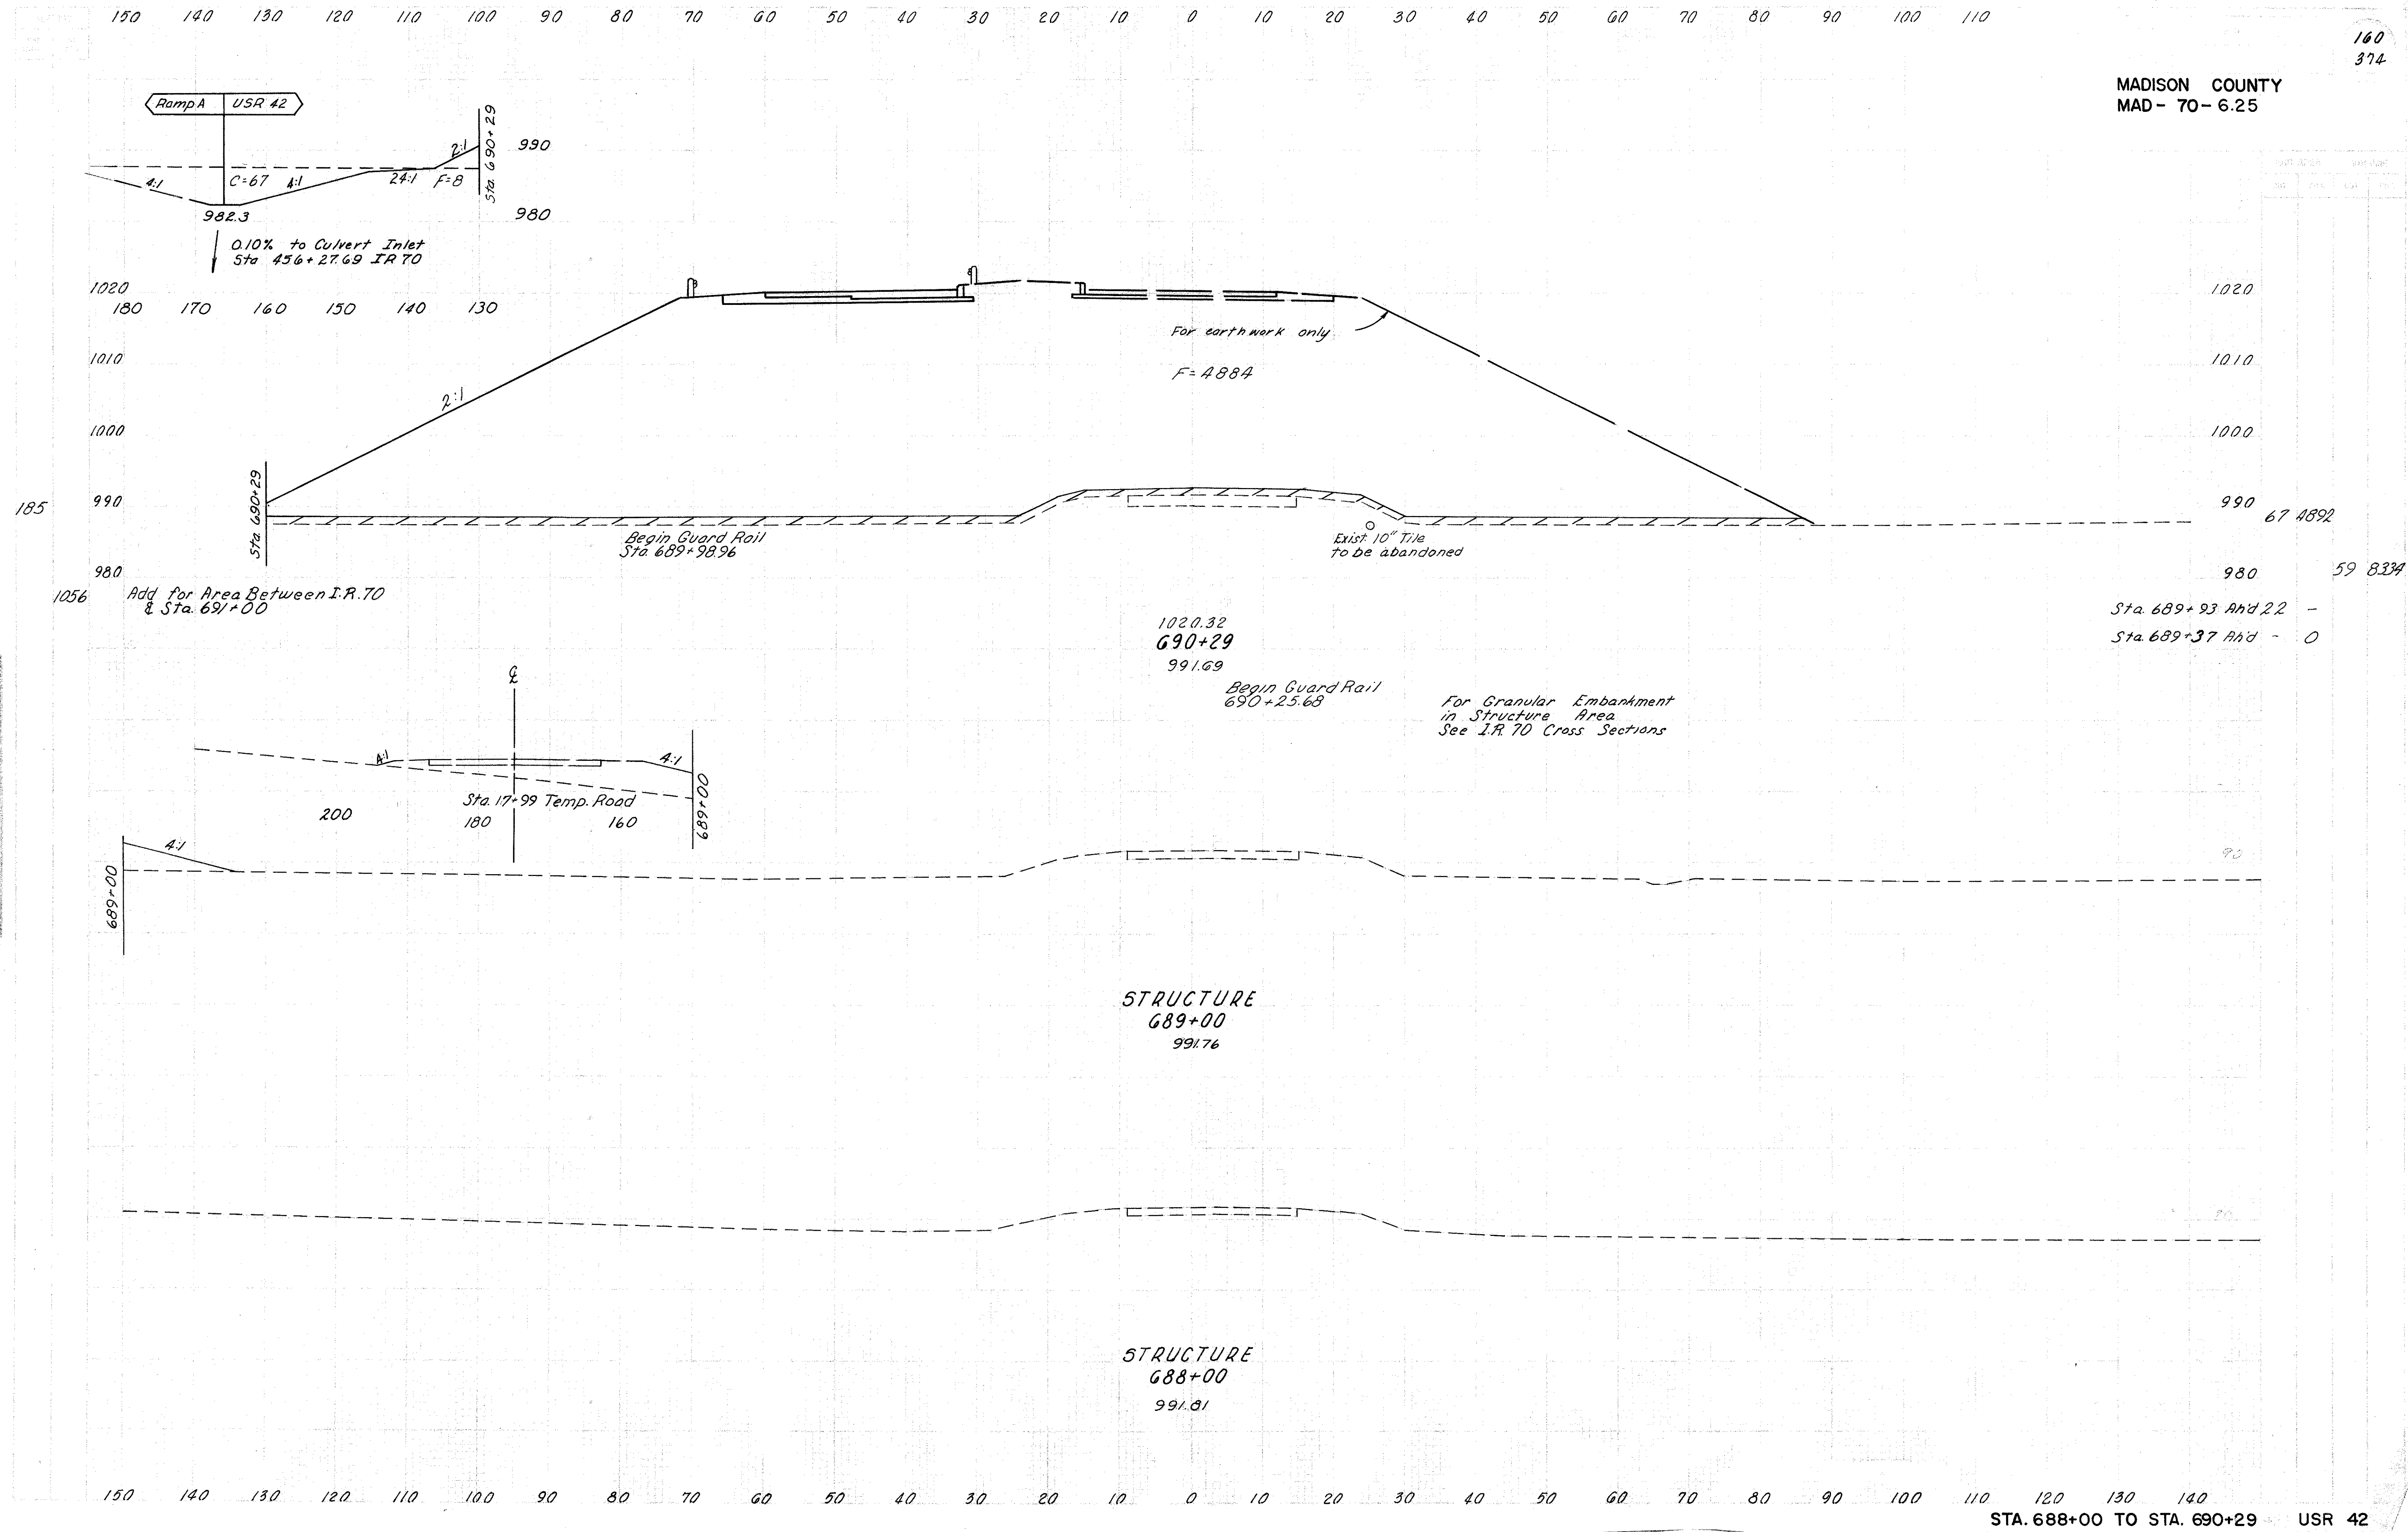 150 140 130 120 110 100 90 80 70 60 50 40 30 20 10 0 10 20 30 40 50 60 70 80 90 100 110
160
374
MADISON COUNTY
MAD- 70-6.25
Ramp A USR 42
4:1
C=67
4:1
24:1
F=8
2:1
Sta. 690+29
990
980
982.3
0.10% to Culvert Inlet
Sta 456+27.69 IR 70
1020
180 170 160 150 140 130
1010
1000
990
980
185
1056
2:1
Sta. 690+29
For earthwork only
F=4884
1020
1010
1000
990
67 4892
980
59 8334
Begin Guard Rail
Sta. 689+98.96
Exist. 10" Tile
to be abandoned
Add for Area Between I.R. 70
& Sta. 691+00
Sta. 689+93 Ah'd 22 -
Sta. 689+37 Ah'd - 0
1020.32
690+29
991.69
Begin Guard Rail
690+25.68
For Granular Embankment
in Structure Area
See I.R. 70 Cross Sections
℄
4:1
4:1
Sta. 17+99 Temp. Road
200 180 160
689+00
4:1
689+00
90
STRUCTURE
689+00
991.76
STRUCTURE
688+00
991.81
150 140 130 120 110 100 90 80 70 60 50 40 30 20 10 0 10 20 30 40 50 60 70 80 90 100 110 120 130 140
STA. 688+00 TO STA. 690+29 USR 42